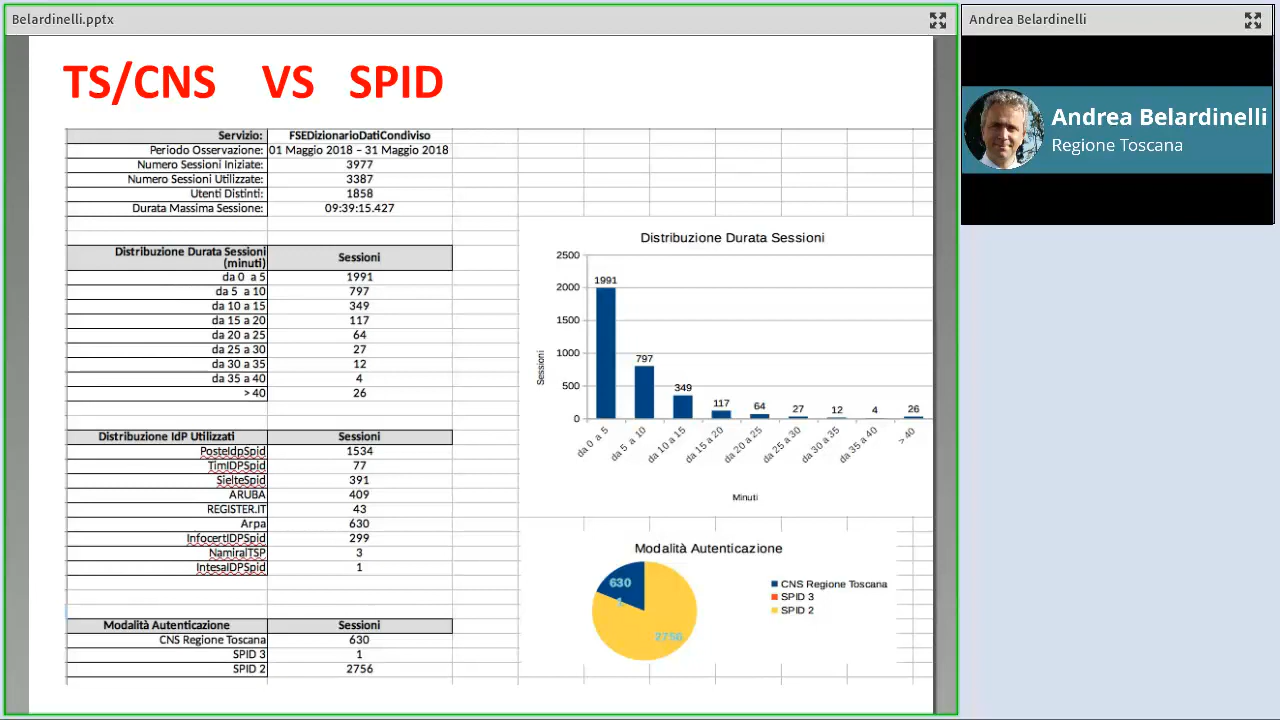 Belardinelli.pptx
Andrea Belardinelli
TS/CNS VS SPID
Andrea Belardinelli
Regione Toscana
Servizio: FSEDizionarioDatiCondiviso
Periodo Osservazione: 01 Maggio 2018 – 31 Maggio 2018
Numero Sessioni Iniziate: 3977
Numero Sessioni Utilizzate: 3387
Utenti Distinti: 1858
Durata Massima Sessione: 09:39:15.427
Distribuzione Durata Sessioni (minuti) Sessioni
da 0 a 5 1991
da 5 a 10 797
da 10 a 15 349
da 15 a 20 117
da 20 a 25 64
da 25 a 30 27
da 30 a 35 12
da 35 a 40 4
> 40 26
Distribuzione IdP Utilizzati Sessioni
PosteIdpSpid 1534
TimIDPSpid 77
SielteSpid 391
ARUBA 409
REGISTER.IT 43
Arpa 630
InfocertIDPSpid 299
NamiralTSP 3
IntesaIDPSpid 1
Modalità Autenticazione Sessioni
CNS Regione Toscana 630
SPID 3 1
SPID 2 2756
Distribuzione Durata Sessioni
2500
2000
1500
1000
500
0
Sessioni
1991 797 349 117 64 27 12 4 26
da 0 a 5 da 5 a 10 da 10 a 15 da 15 a 20 da 20 a 25 da 25 a 30 da 30 a 35 da 35 a 40 > 40
Minuti
Modalità Autenticazione
630
1
2756
CNS Regione Toscana
SPID 3
SPID 2